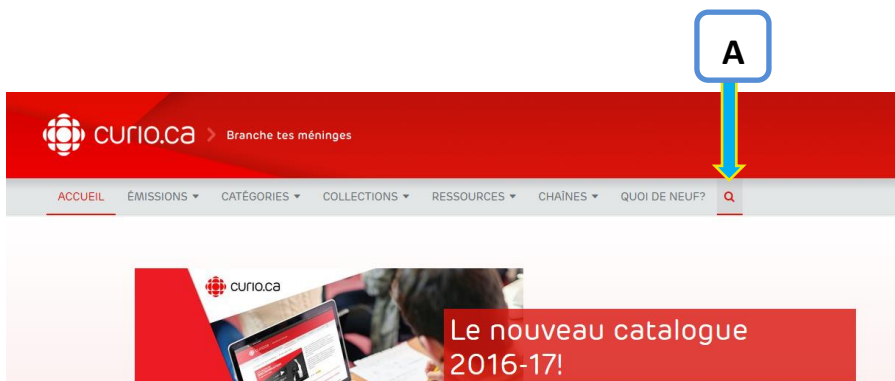 A
curio.ca > Branche tes méninges
ACCUEIL ÉMISSIONS CATÉGORIES COLLECTIONS RESSOURCES CHAÎNES QUOI DE NEUF?
curio.ca
Le nouveau catalogue
2016-17!